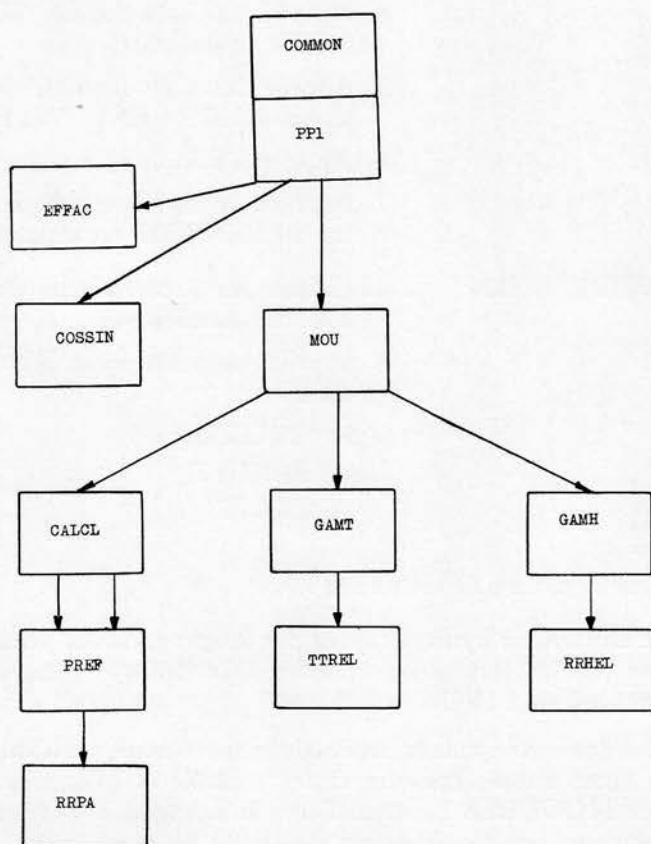 COMMON
PP1
EFFAC
COSSIN
MOU
CALCL
GAMT
GAMH
PREF
TTREL
RRHEL
RRPA